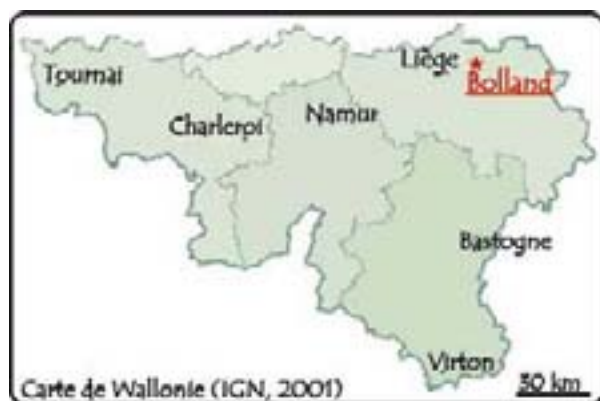 Liège
Bolland
Tournai
Charleroi
Namur
Bastogne
Virton
Carte de Wallonie (IGN, 2001)
30 km